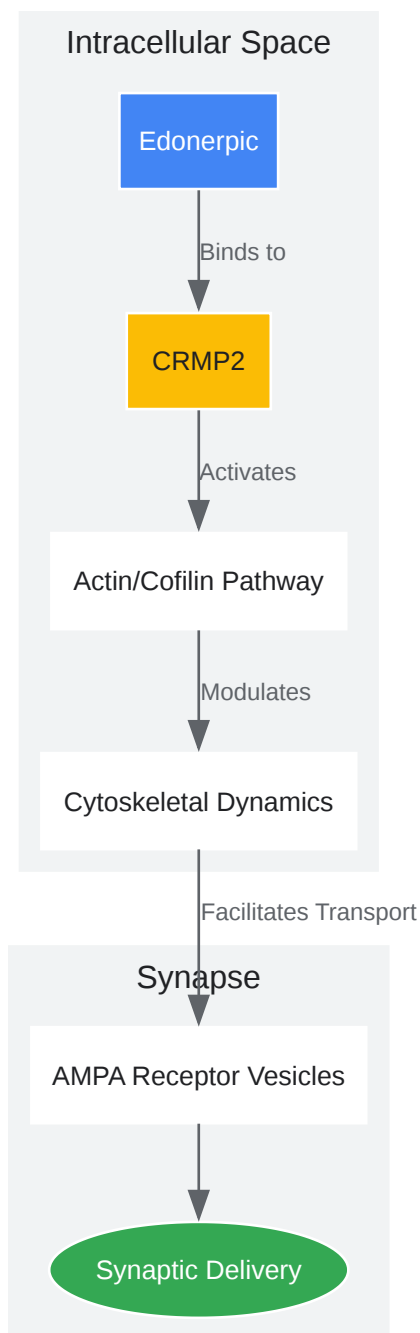 Intracellular Space
Edonerpic
Binds to
CRMP2
Activates
Actin/Cofilin Pathway
Modulates
Cytoskeletal Dynamics
Facilitates Transport
Synapse
AMPA Receptor Vesicles
Synaptic Delivery